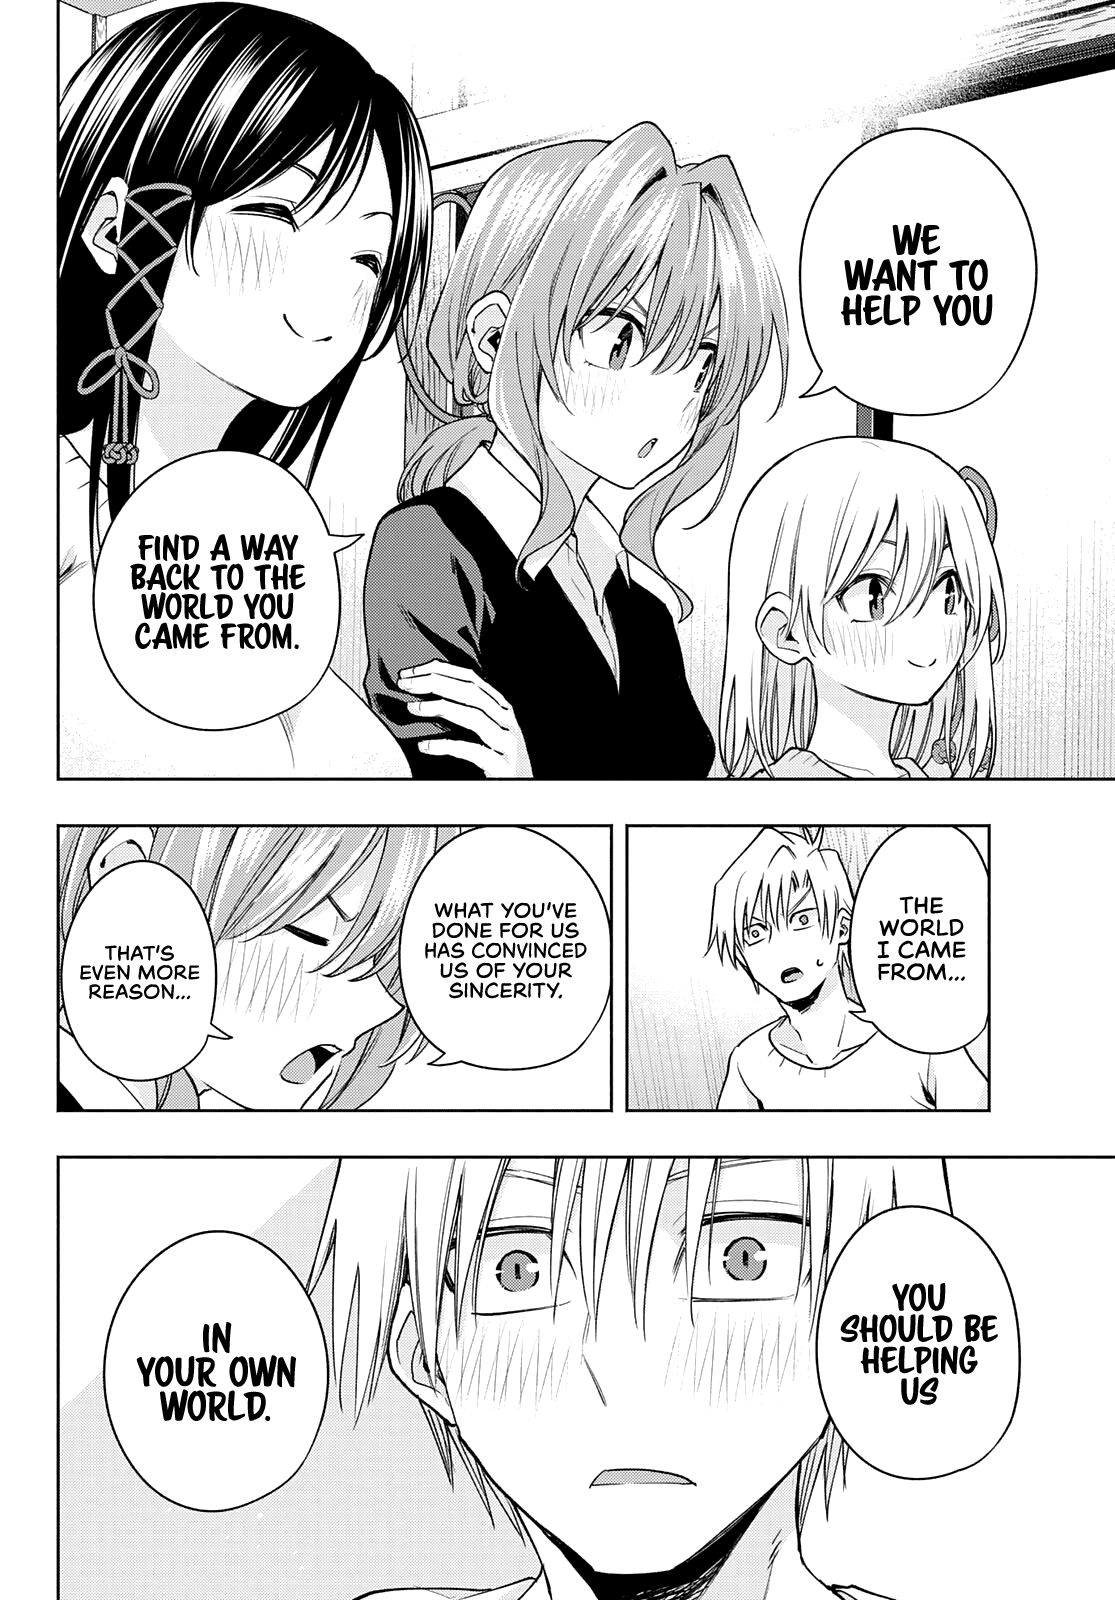 WE
WANT TO
HELP YOU
FIND A WAY
BACK TO THE
WORLD YOU
CAME FROM.
THE
WORLD
I CAME
FROM...
WHAT YOU'VE
DONE FOR US
HAS CONVINCED
US OF YOUR
SINCERITY.
THAT'S
EVEN MORE
REASON...
YOU
SHOULD BE
HELPING
US
IN
YOUR OWN
WORLD.